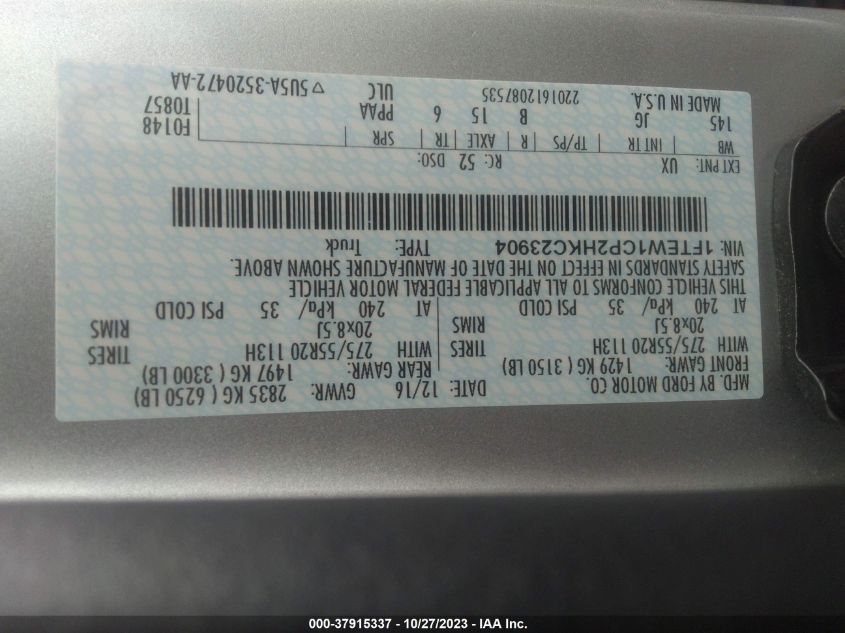 MFD. BY FORD MOTOR CO.
DATE: 12/16 GVWR: 2835 KG ( 6250 LB)
FRONT GAWR: 1429 KG ( 3150 LB) REAR GAWR: 1497 KG ( 3300 LB)
WITH 275/55R20 113H TIRES WITH 275/55R20 113H TIRES
20x8.5J RIMS 20x8.5J RIMS
AT 240 kPa/ 35 PSI COLD AT 240 kPa/ 35 PSI COLD
THIS VEHICLE CONFORMS TO ALL APPLICABLE FEDERAL MOTOR VEHICLE
SAFETY STANDARDS IN EFFECT ON THE DATE OF MANUFACTURE SHOWN ABOVE.
VIN: 1FTEW1CP2HKC23904 TYPE: Truck
EXT PNT: UX RC: 52 DSO:
WB INT TR TP/PS R AXLE TR SPR F0148
145 JG B 15 6 PPAA T0857
MADE IN U.S.A. 2201612087535 ULC ▽ 5U5A-3520472-AA
000-37915337 - 10/27/2023 - IAA Inc.